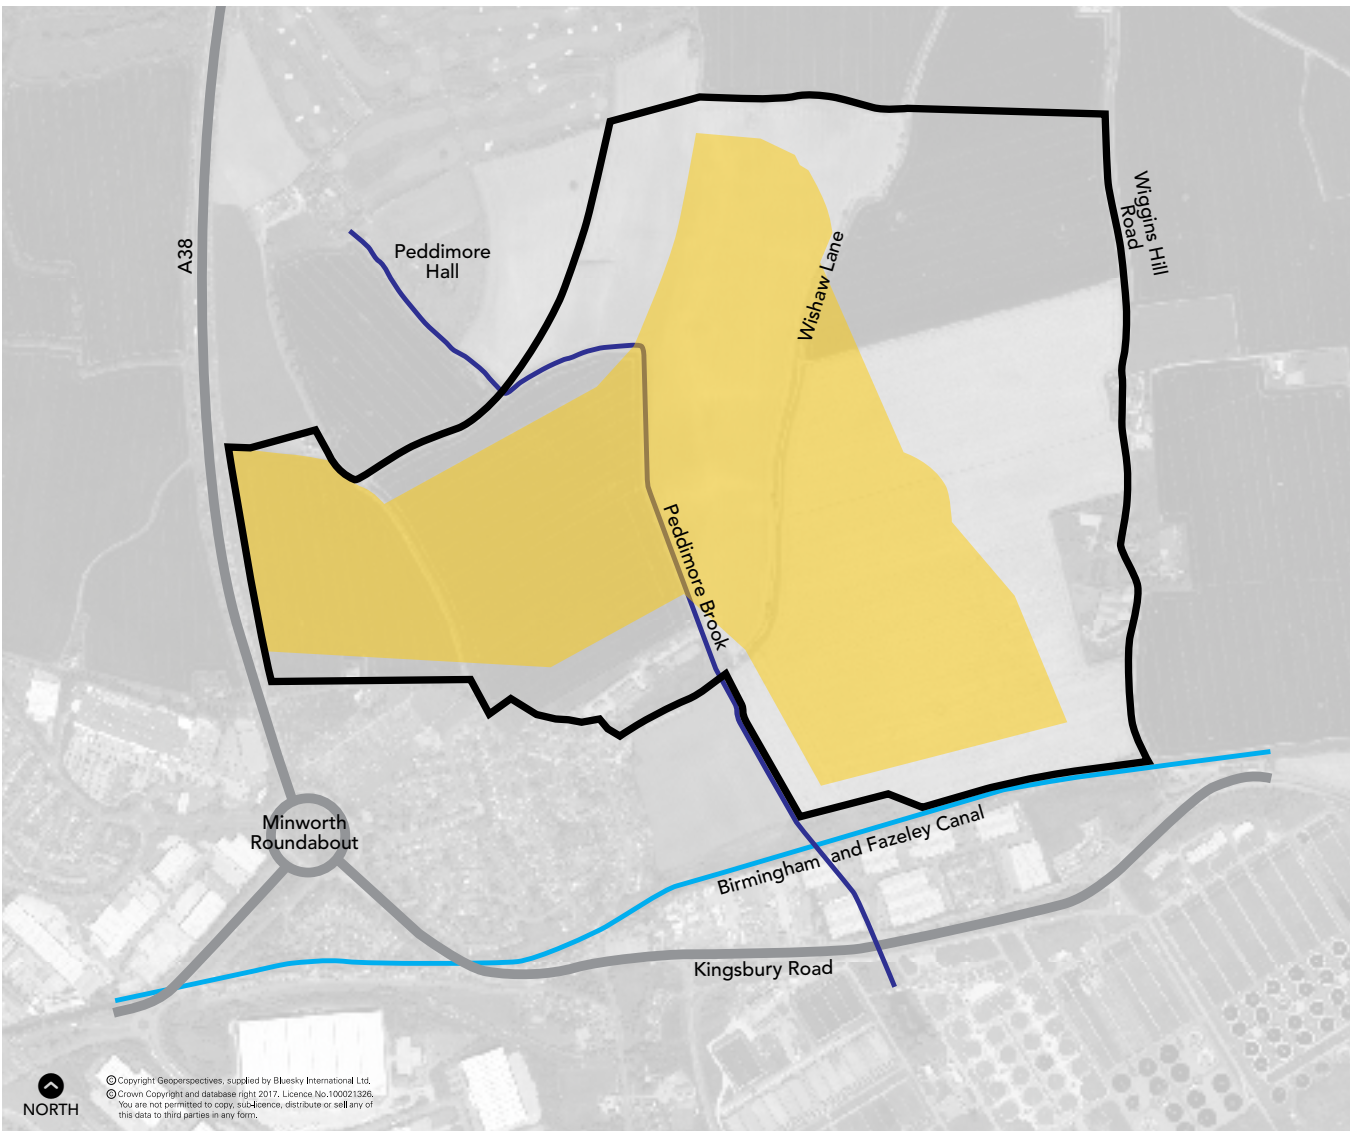 Wiggins Hill
Road
A38
Peddimore
Hall
Wishaw Lane
Peddimore Brook
Minworth
Roundabout
Birmingham and Fazeley Canal
Kingsbury Road
NORTH
© Copyright Geoperspectives, supplied by Bluesky International Ltd.
© Crown Copyright and database right 2017. Licence No.100021326.
You are not permitted to copy, sub-licence, distribute or sell any of
this data to third parties in any form.